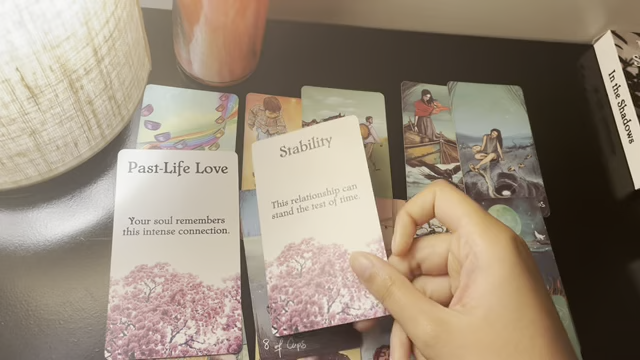 Past-Life Love
Your soul remembers
this intense connection.
Stability
This relationship can
stand the test of time.
8 of Cups
In the Shadows